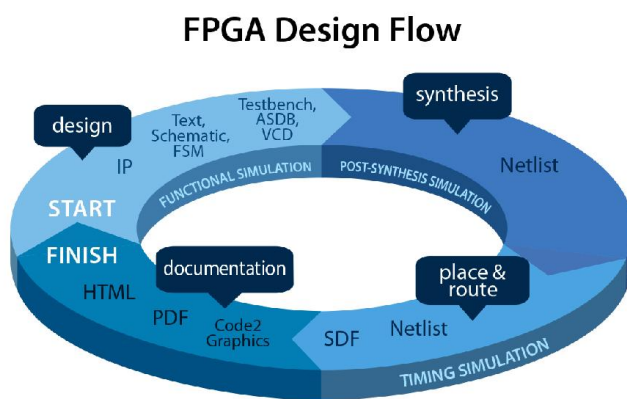 FPGA Design Flow
design
IP
Text,
Schematic,
FSM
Testbench,
ASDB,
VCD
synthesis
Netlist
START
FUNCTIONAL SIMULATION
POST-SYNTHESIS SIMULATION
FINISH
HTML
PDF
Code2
Graphics
documentation
place &
route
SDF
Netlist
TIMING SIMULATION